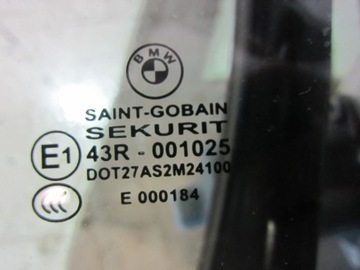 BMW
SAINT-GOBAIN
SEKURIT
E1 43R - 001025
DOT27AS2M24100
E 000184